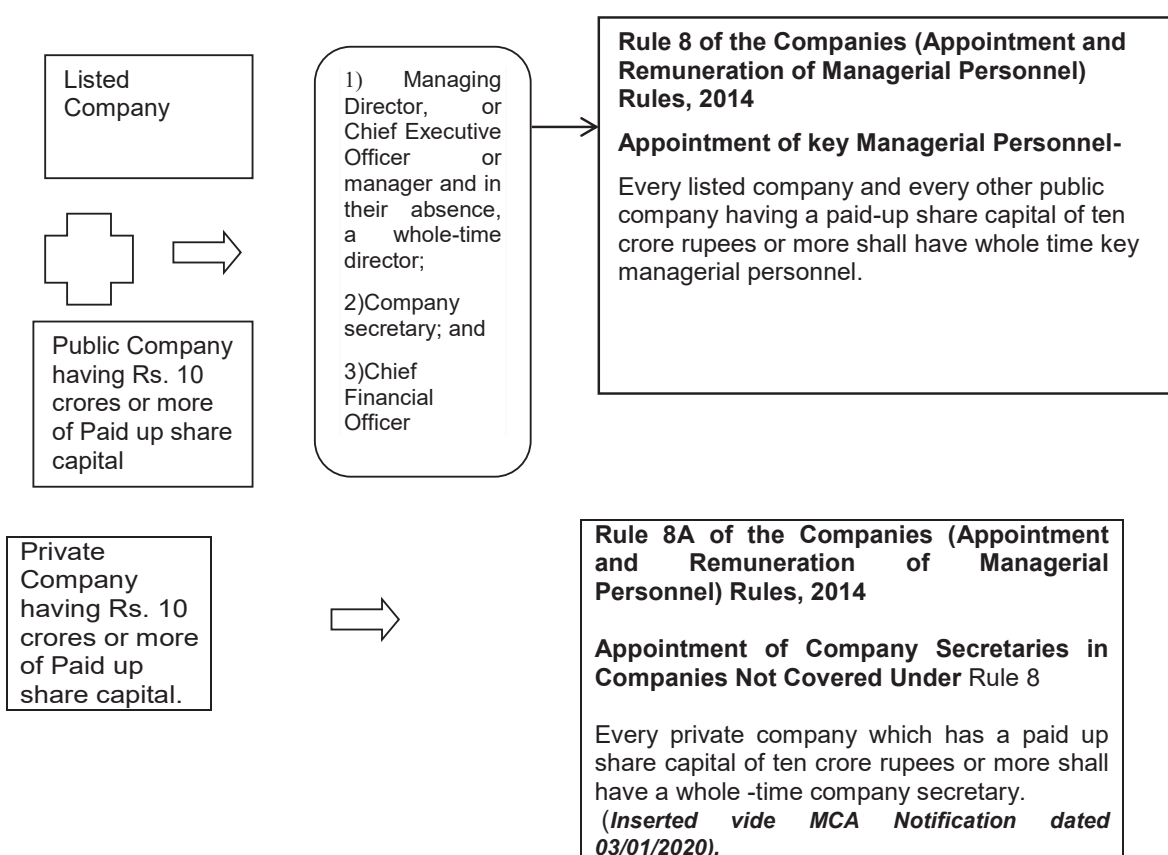 Listed
Company
Public Company
having Rs. 10
crores or more
of Paid up share
capital
1) Managing
Director, or
Chief Executive
Officer or
manager and in
their absence,
a whole-time
director;
2)Company
secretary; and
3)Chief
Financial
Officer
Rule 8 of the Companies (Appointment and
Remuneration of Managerial Personnel)
Rules, 2014
Appointment of key Managerial Personnel-
Every listed company and every other public
company having a paid-up share capital of ten
crore rupees or more shall have whole time key
managerial personnel.
Private
Company
having Rs. 10
crores or more
of Paid up
share capital.
Rule 8A of the Companies (Appointment
and Remuneration of Managerial
Personnel) Rules, 2014
Appointment of Company Secretaries in
Companies Not Covered Under Rule 8
Every private company which has a paid up
share capital of ten crore rupees or more shall
have a whole -time company secretary.
(Inserted vide MCA Notification dated
03/01/2020).